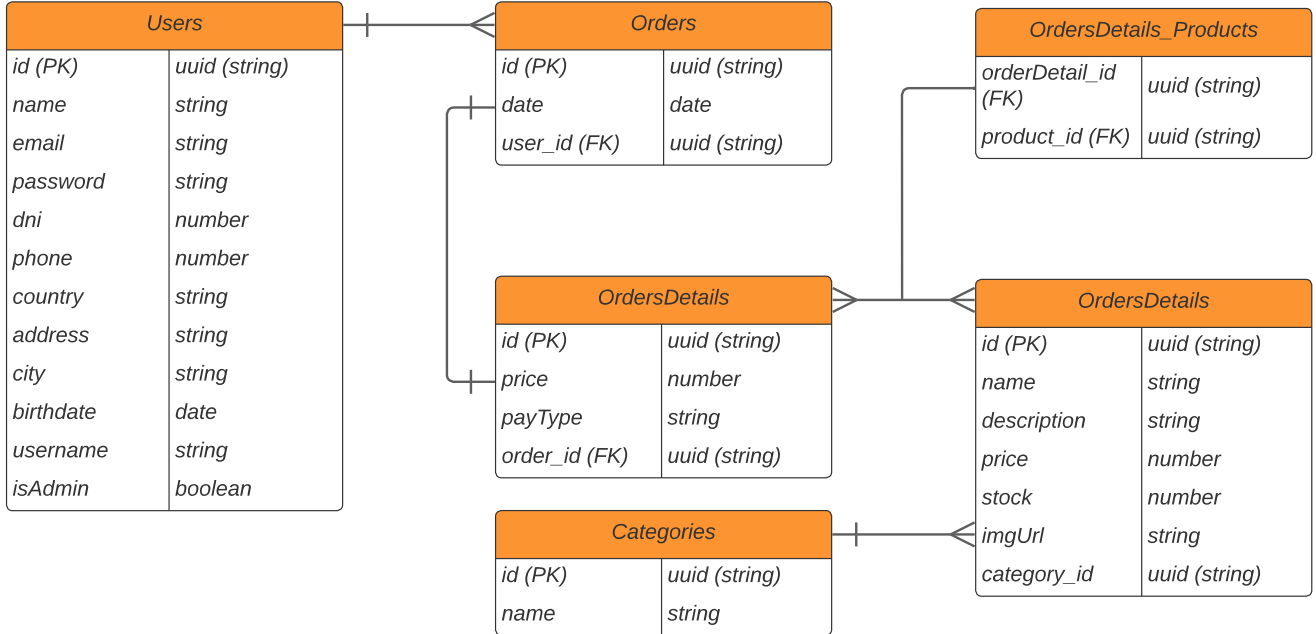 Users
id (PK) uuid (string)
name string
email string
password string
dni number
phone number
country string
address string
city string
birthdate date
username string
isAdmin boolean
Orders
id (PK) uuid (string)
date date
user_id (FK) uuid (string)
OrdersDetails_Products
orderDetail_id
(FK) uuid (string)
product_id (FK) uuid (string)
OrdersDetails
id (PK) uuid (string)
price number
payType string
order_id (FK) uuid (string)
OrdersDetails
id (PK) uuid (string)
name string
description string
price number
stock number
imgUrl string
category_id uuid (string)
Categories
id (PK) uuid (string)
name string